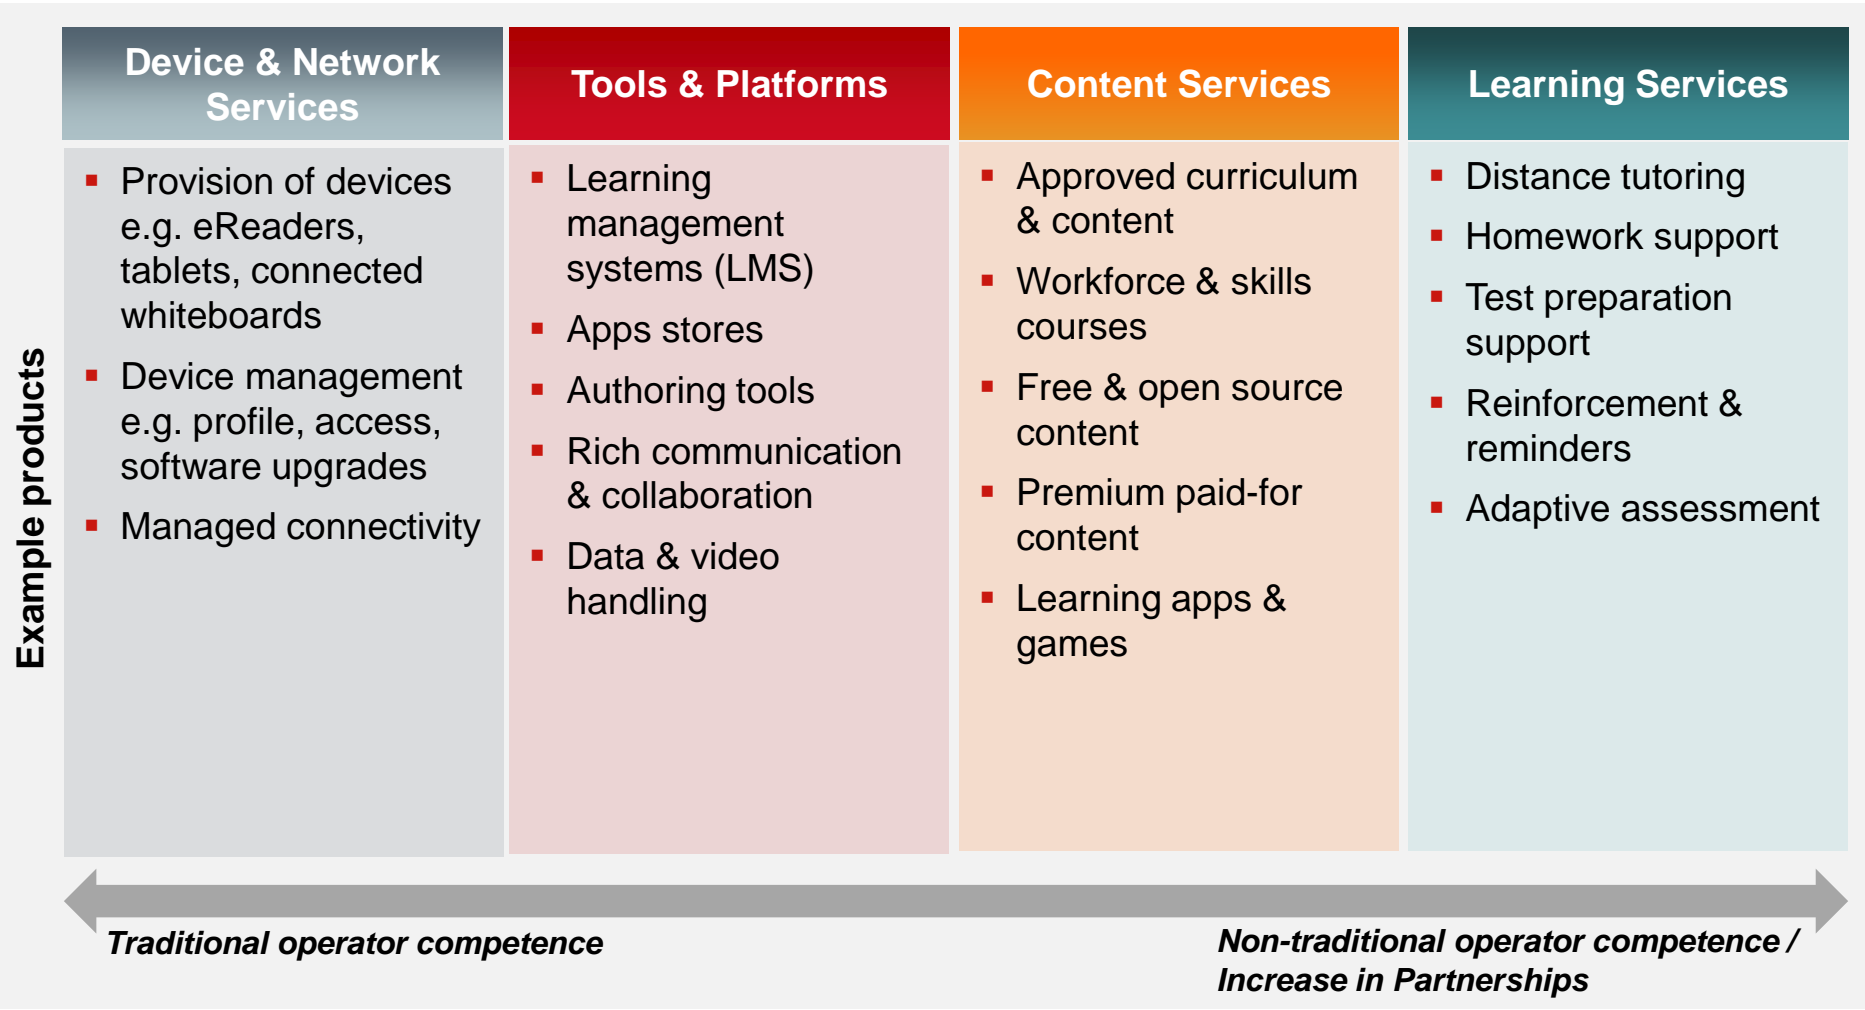 Device & Network
Services
Tools & Platforms
Content Services
Learning Services
Example products
▪ Provision of devices
e.g. eReaders,
tablets, connected
whiteboards
▪ Device management
e.g. profile, access,
software upgrades
▪ Managed connectivity
▪ Learning
management
systems (LMS)
▪ Apps stores
▪ Authoring tools
▪ Rich communication
& collaboration
▪ Data & video
handling
▪ Approved curriculum
& content
▪ Workforce & skills
courses
▪ Free & open source
content
▪ Premium paid-for
content
▪ Learning apps &
games
▪ Distance tutoring
▪ Homework support
▪ Test preparation
support
▪ Reinforcement &
reminders
▪ Adaptive assessment
Traditional operator competence
Non-traditional operator competence /
Increase in Partnerships